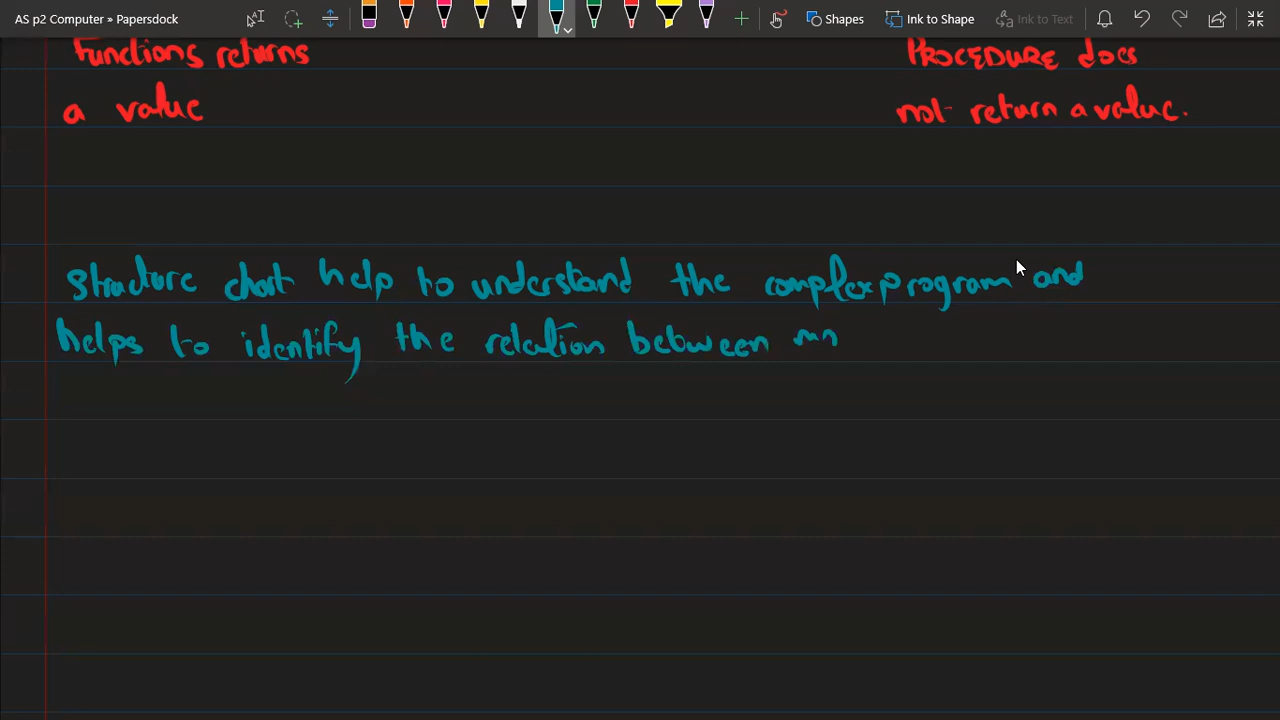 AS p2 Computer » Papersdock
Shapes
Ink to Shape
Ink to Text
Functions returns
a value
PROCEDURE does
not return a value.
Structure chart help to understand the complex program and
helps to identify the relation between